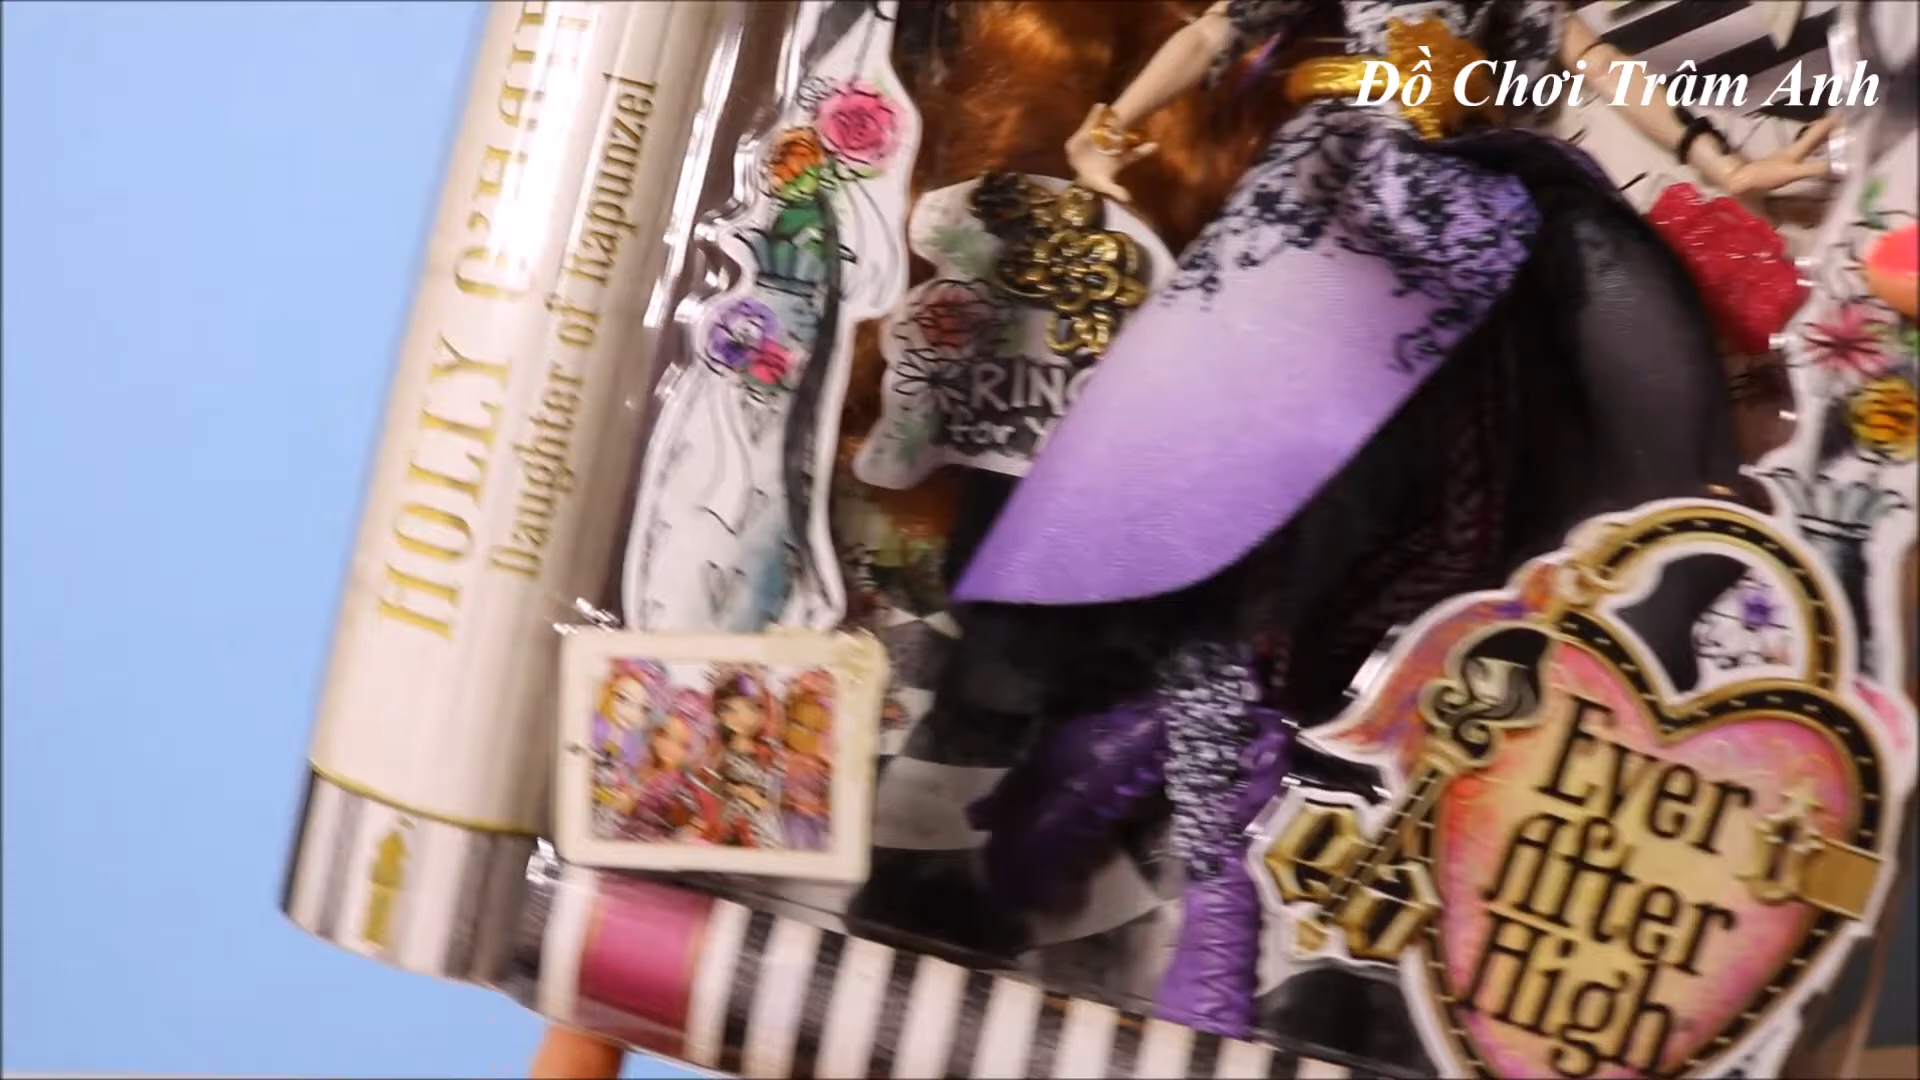 Đồ Chơi Trâm Anh
HOLLY
Daughter of Rapunzel
RING
for
Ever
After
High